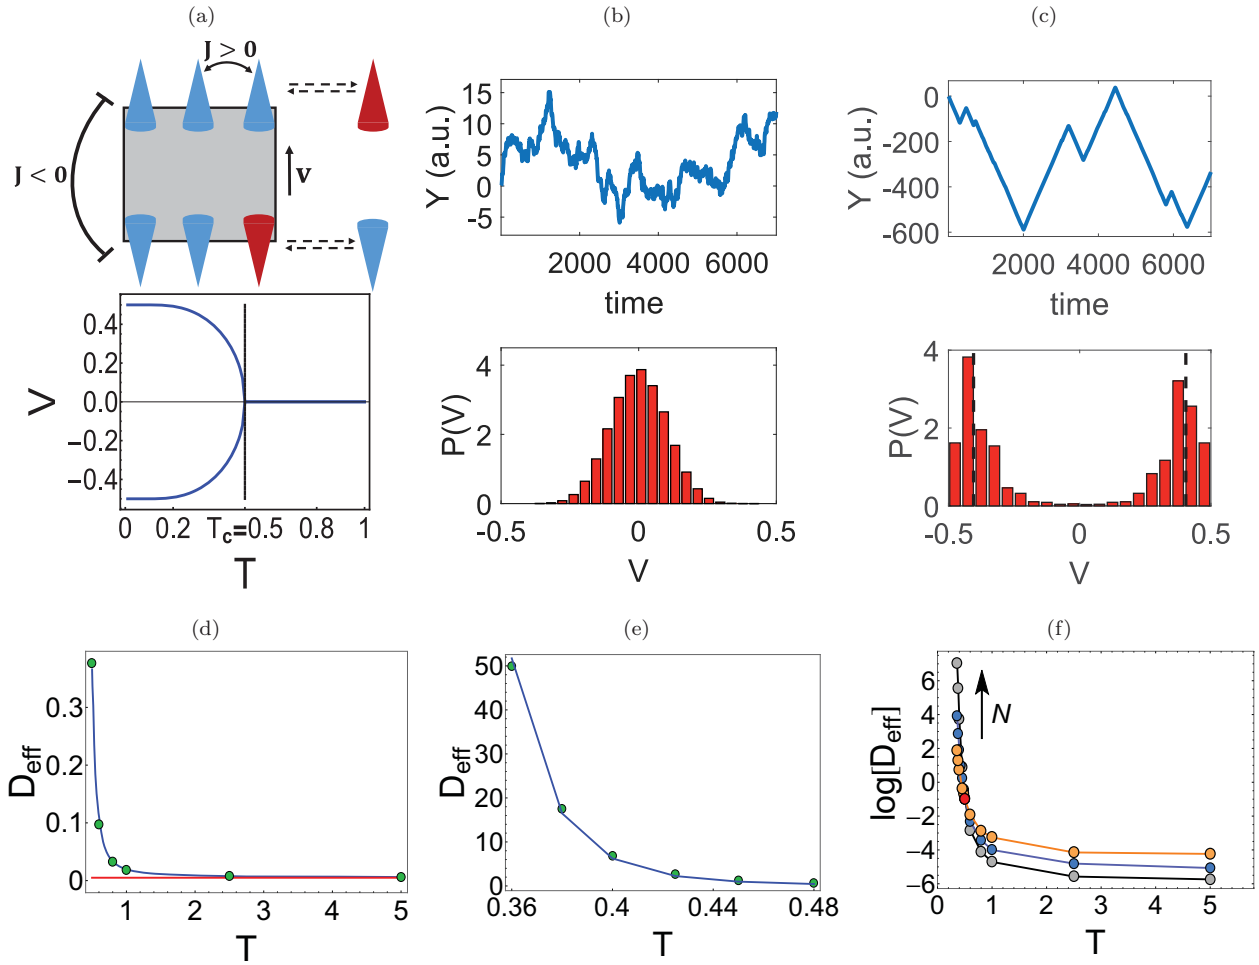 (a)
J > 0
J < 0
v
V
0.4
0.2
0.0
−0.2
−0.4
0 0.2 Tc=0.5 0.8 1
T
(b)
Y (a.u.)
15
10
5
0
-5
2000 4000 6000
time
P(V)
4
2
0
-0.5 0 0.5
V
(c)
Y (a.u.)
0
-200
-400
-600
2000 4000 6000
time
P(V)
4
2
0
-0.5 0 0.5
V
(d)
Deff
0.3
0.2
0.1
0
1 2 3 4 5
T
(e)
Deff
50
40
30
20
10
0
0.36 0.4 0.44 0.48
T
(f)
log[Deff]
6
4
2
0
−2
−4
−6
N
0 1 2 3 4 5
T